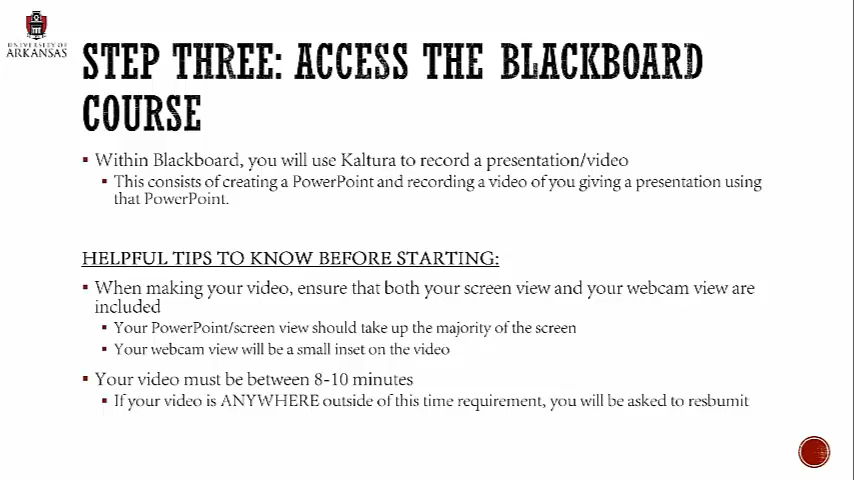 UNIVERSITY OF
ARKANSAS
STEP THREE: ACCESS THE BLACKBOARD
COURSE
▪ Within Blackboard, you will use Kaltura to record a presentation/video
▪ This consists of creating a PowerPoint and recording a video of you giving a presentation using
that PowerPoint.
HELPFUL TIPS TO KNOW BEFORE STARTING:
▪ When making your video, ensure that both your screen view and your webcam view are
included
▪ Your PowerPoint/screen view should take up the majority of the screen
▪ Your webcam view will be a small inset on the video
▪ Your video must be between 8-10 minutes
▪ If your video is ANYWHERE outside of this time requirement, you will be asked to resbumit